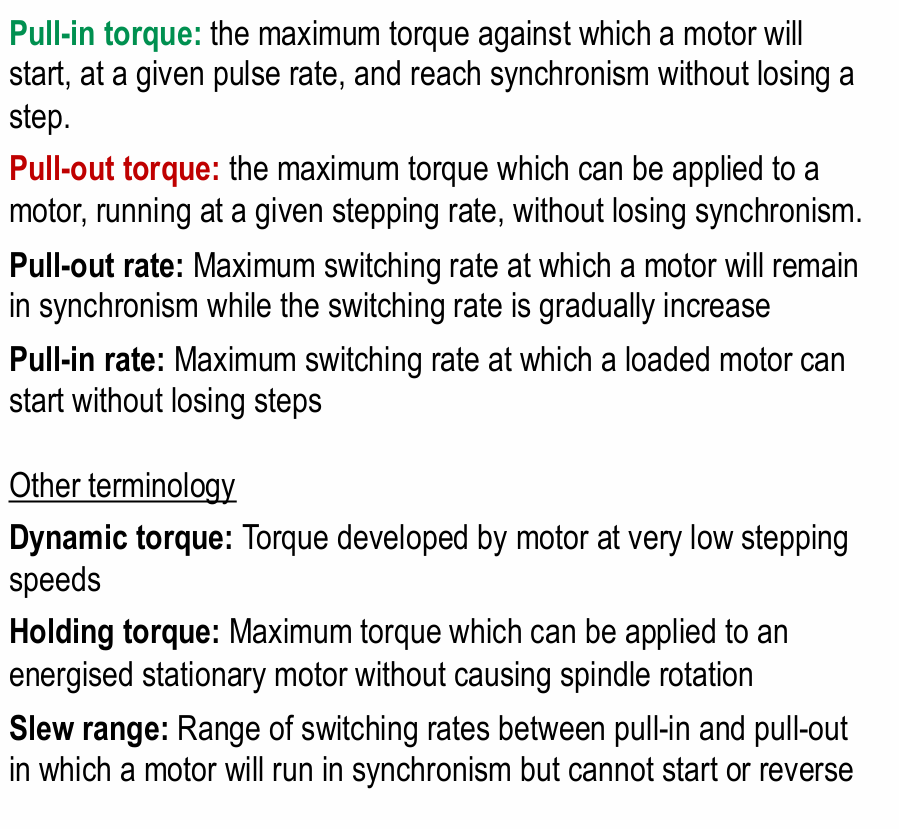 Pull-in torque: the maximum torque against which a motor will
start, at a given pulse rate, and reach synchronism without losing a
step.
Pull-out torque: the maximum torque which can be applied to a
motor, running at a given stepping rate, without losing synchronism.
Pull-out rate: Maximum switching rate at which a motor will remain
in synchronism while the switching rate is gradually increase
Pull-in rate: Maximum switching rate at which a loaded motor can
start without losing steps
Other terminology
Dynamic torque: Torque developed by motor at very low stepping
speeds
Holding torque: Maximum torque which can be applied to an
energised stationary motor without causing spindle rotation
Slew range: Range of switching rates between pull-in and pull-out
in which a motor will run in synchronism but cannot start or reverse